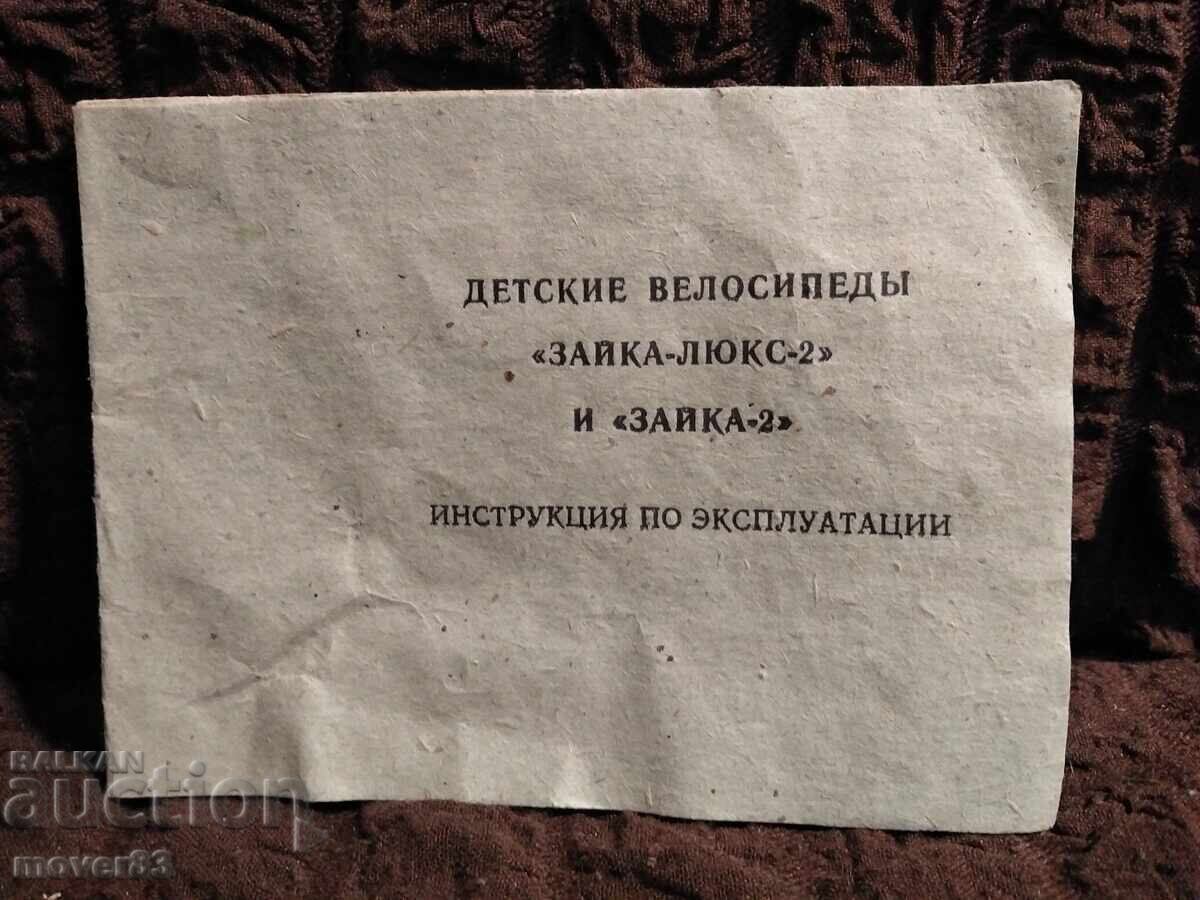 ДЕТСКИЕ ВЕЛОСИПЕДЫ
«ЗАЙКА-ЛЮКС-2»
И «ЗАЙКА-2»
ИНСТРУКЦИЯ ПО ЭКСПЛУАТАЦИИ
BALKAN
auction
mover83